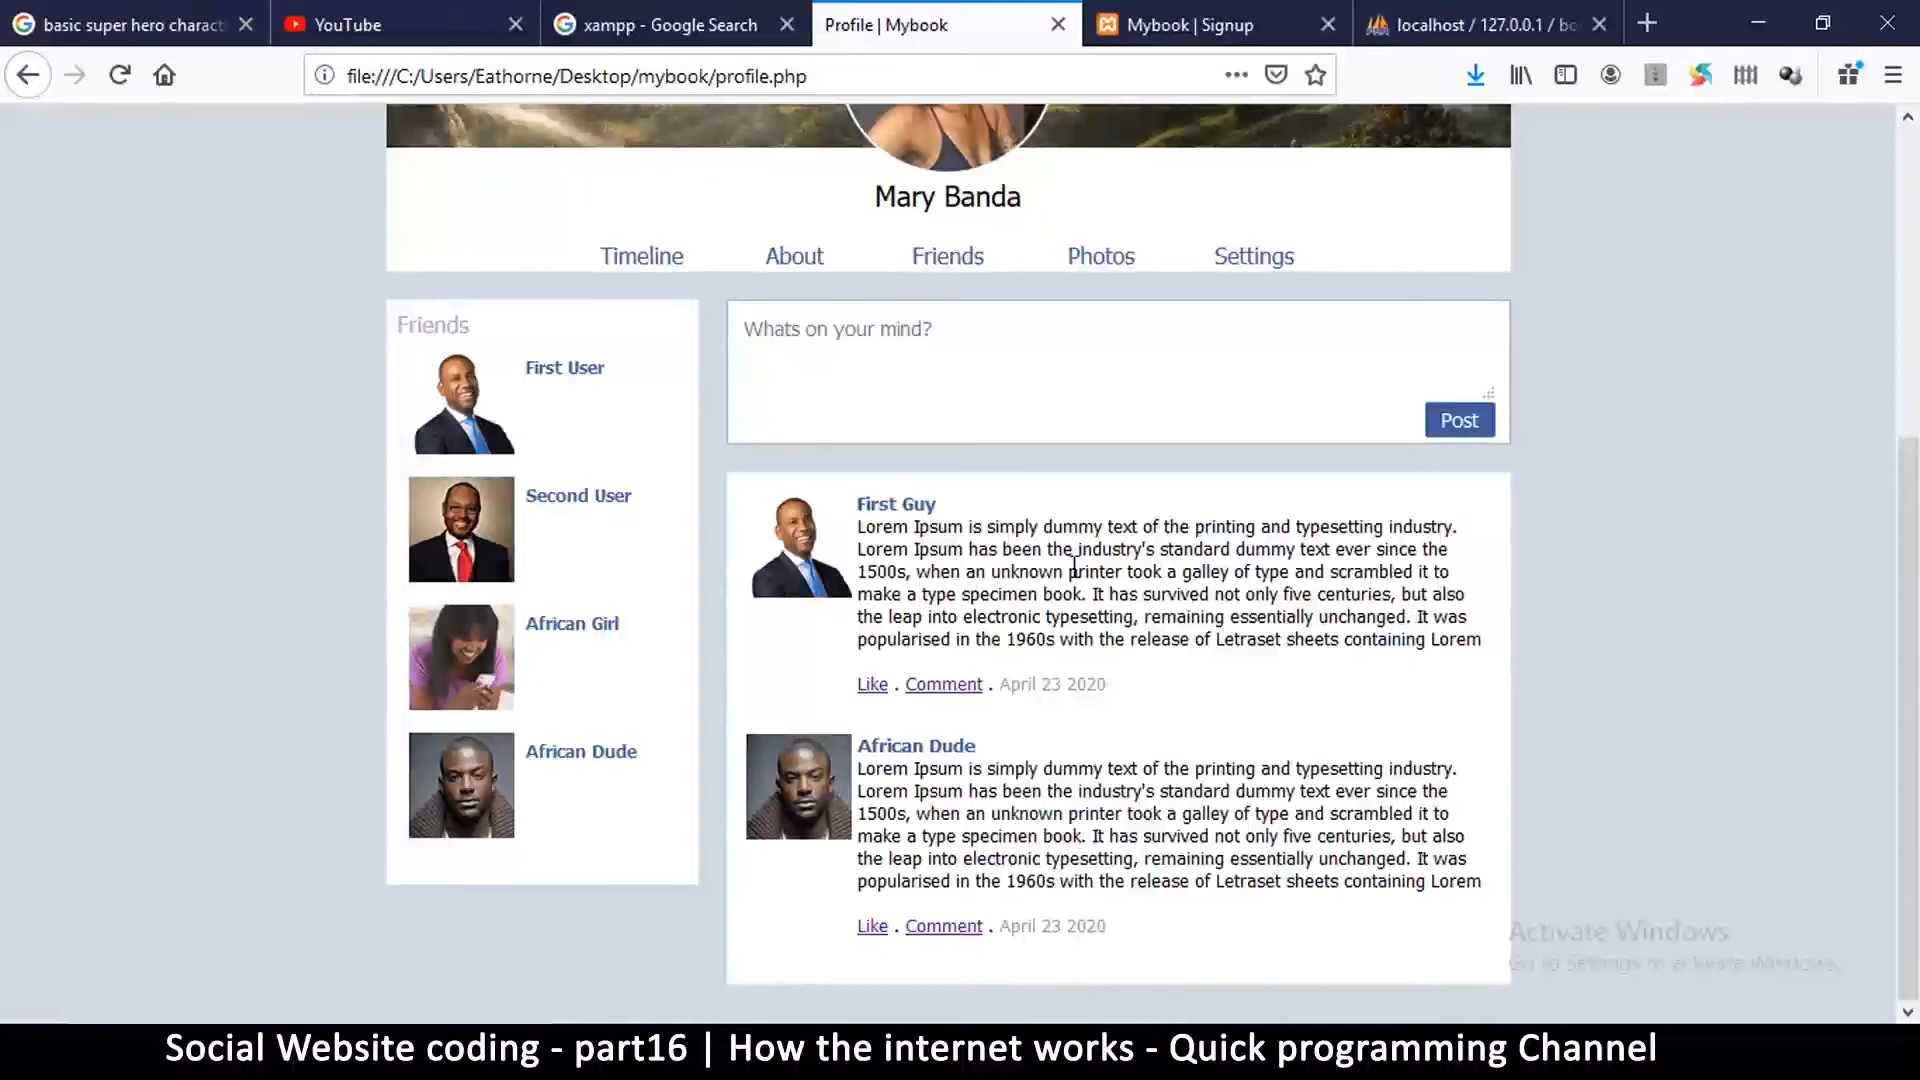 basic super hero charact
YouTube
xampp - Google Search
Profile | Mybook
Mybook | Signup
localhost / 127.0.0.1 / bo
file:///C:/Users/Eathorne/Desktop/mybook/profile.php
Mary Banda
Timeline About Friends Photos Settings
Friends
First User
Second User
African Girl
African Dude
Whats on your mind?
Post
First Guy
Lorem Ipsum is simply dummy text of the printing and typesetting industry.
Lorem Ipsum has been the industry's standard dummy text ever since the
1500s, when an unknown printer took a galley of type and scrambled it to
make a type specimen book. It has survived not only five centuries, but also
the leap into electronic typesetting, remaining essentially unchanged. It was
popularised in the 1960s with the release of Letraset sheets containing Lorem
Like . Comment . April 23 2020
African Dude
Lorem Ipsum is simply dummy text of the printing and typesetting industry.
Lorem Ipsum has been the industry's standard dummy text ever since the
1500s, when an unknown printer took a galley of type and scrambled it to
make a type specimen book. It has survived not only five centuries, but also
the leap into electronic typesetting, remaining essentially unchanged. It was
popularised in the 1960s with the release of Letraset sheets containing Lorem
Like . Comment . April 23 2020
Activate Windows
Go to Settings to activate Windows.
Social Website coding - part16 | How the internet works - Quick programming Channel